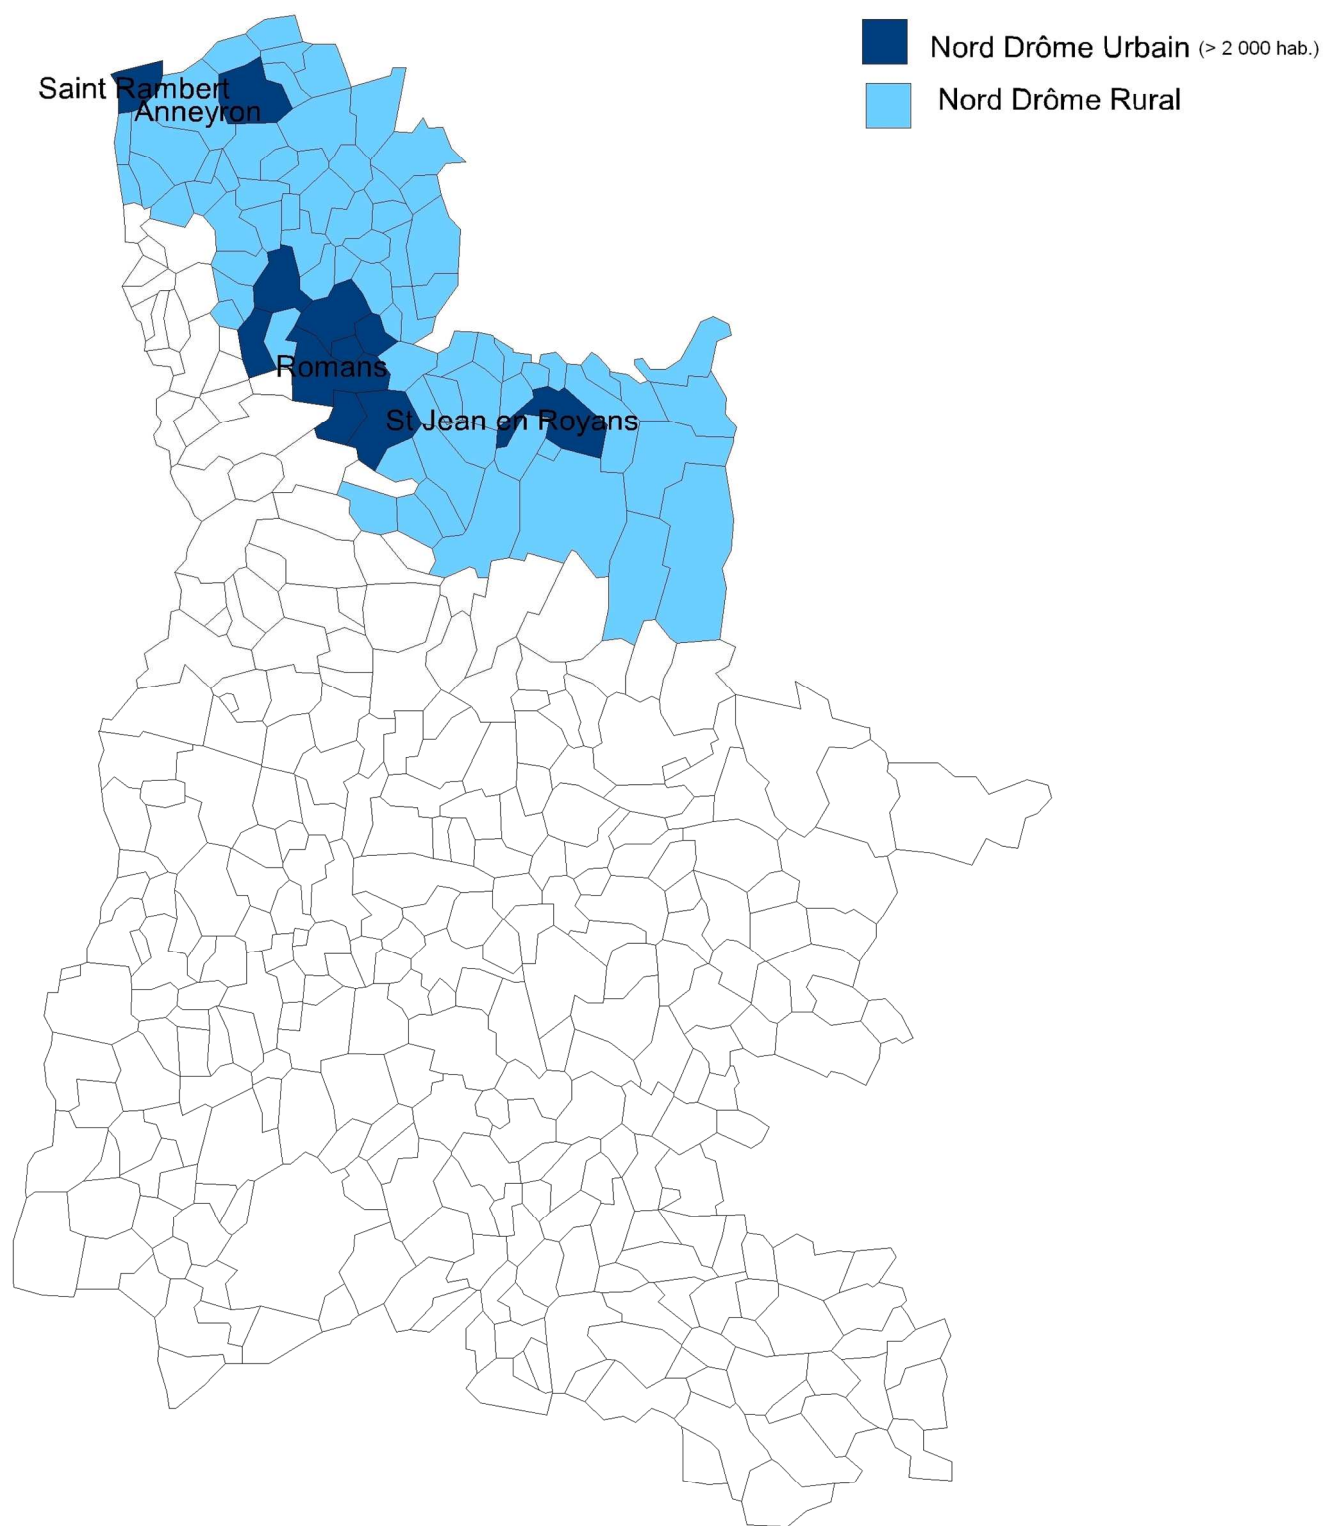 Nord Drôme Urbain (> 2 000 hab.)
Nord Drôme Rural
Saint Rambert
Anneyron
Romans
St Jean en Royans